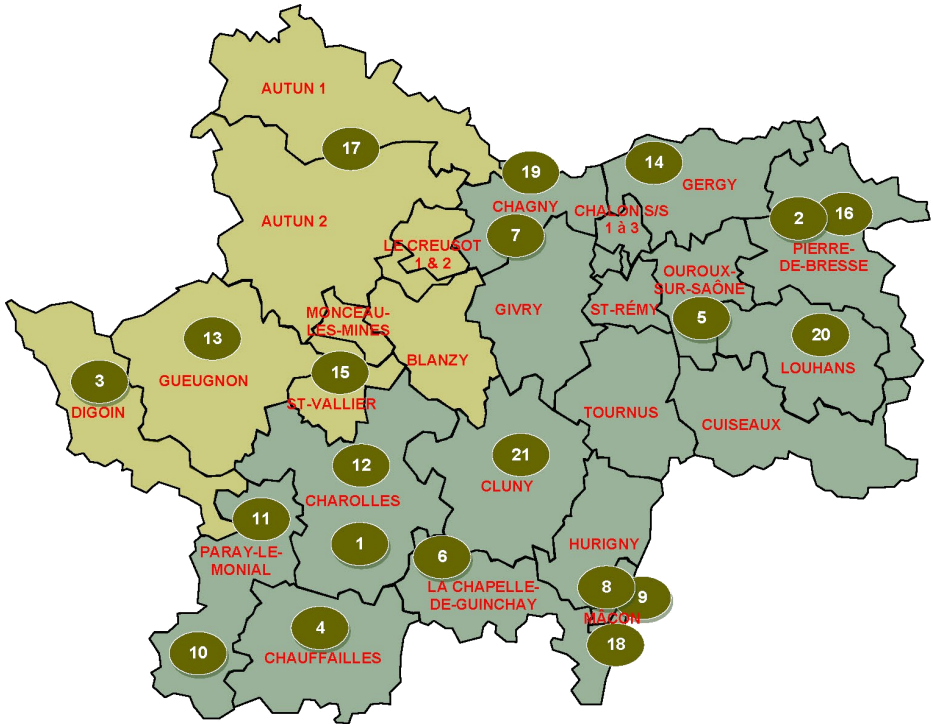 AUTUN 1
17
19
14
GERGY
CHAGNY
CHALON S/S
1 à 3
2
16
AUTUN 2
7
LE CREUSOT
1 & 2
PIERRE-
DE-BRESSE
OUROUX-
SUR-SAÔNE
MONCEAU-
LES-MINES
GIVRY
ST-RÉMY
5
13
20
BLANZY
LOUHANS
3
DIGOIN
GUEUGNON
15
ST-VALLIER
TOURNUS
CUISEAUX
12
CHAROLLES
21
CLUNY
11
PARAY-LE-
MONIAL
1
6
HURIGNY
LA CHAPELLE-
DE-GUINCHAY
8
9
MÂCON
18
4
CHAUFFAILLES
10